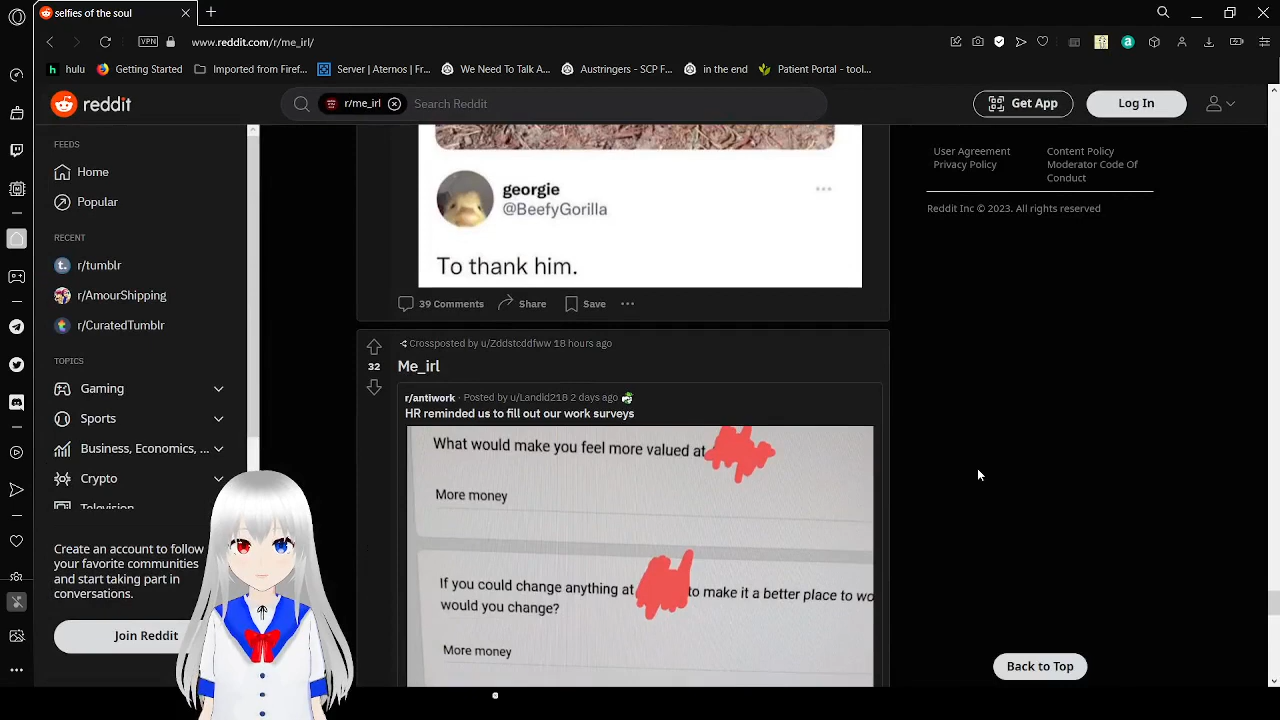 selfies of the soul
VPN
www.reddit.com/r/me_irl/
h hulu
Getting Started
Imported from Firef...
Server | Aternos | Fr...
We Need To Talk A...
Austringers - SCP F...
in the end
Patient Portal - tool...
reddit
r/me_irl
Search Reddit
Get App
Log In
FEEDS
Home
Popular
RECENT
r/tumblr
r/AmourShipping
r/CuratedTumblr
TOPICS
Gaming
Sports
Business, Economics, ...
Crypto
Television
Create an account to follow
your favorite communities
and start taking part in
conversations.
Join Reddit
georgie
@BeefyGorilla
To thank him.
39 Comments
Share
Save
Crossposted by u/Zddstcddfww 18 hours ago
32
Me_irl
r/antiwork · Posted by u/Landld218 2 days ago
HR reminded us to fill out our work surveys
What would make you feel more valued at
More money
If you could change anything at to make it a better place to wo
would you change?
More money
User Agreement
Privacy Policy
Content Policy
Moderator Code Of
Conduct
Reddit Inc © 2023. All rights reserved
Back to Top